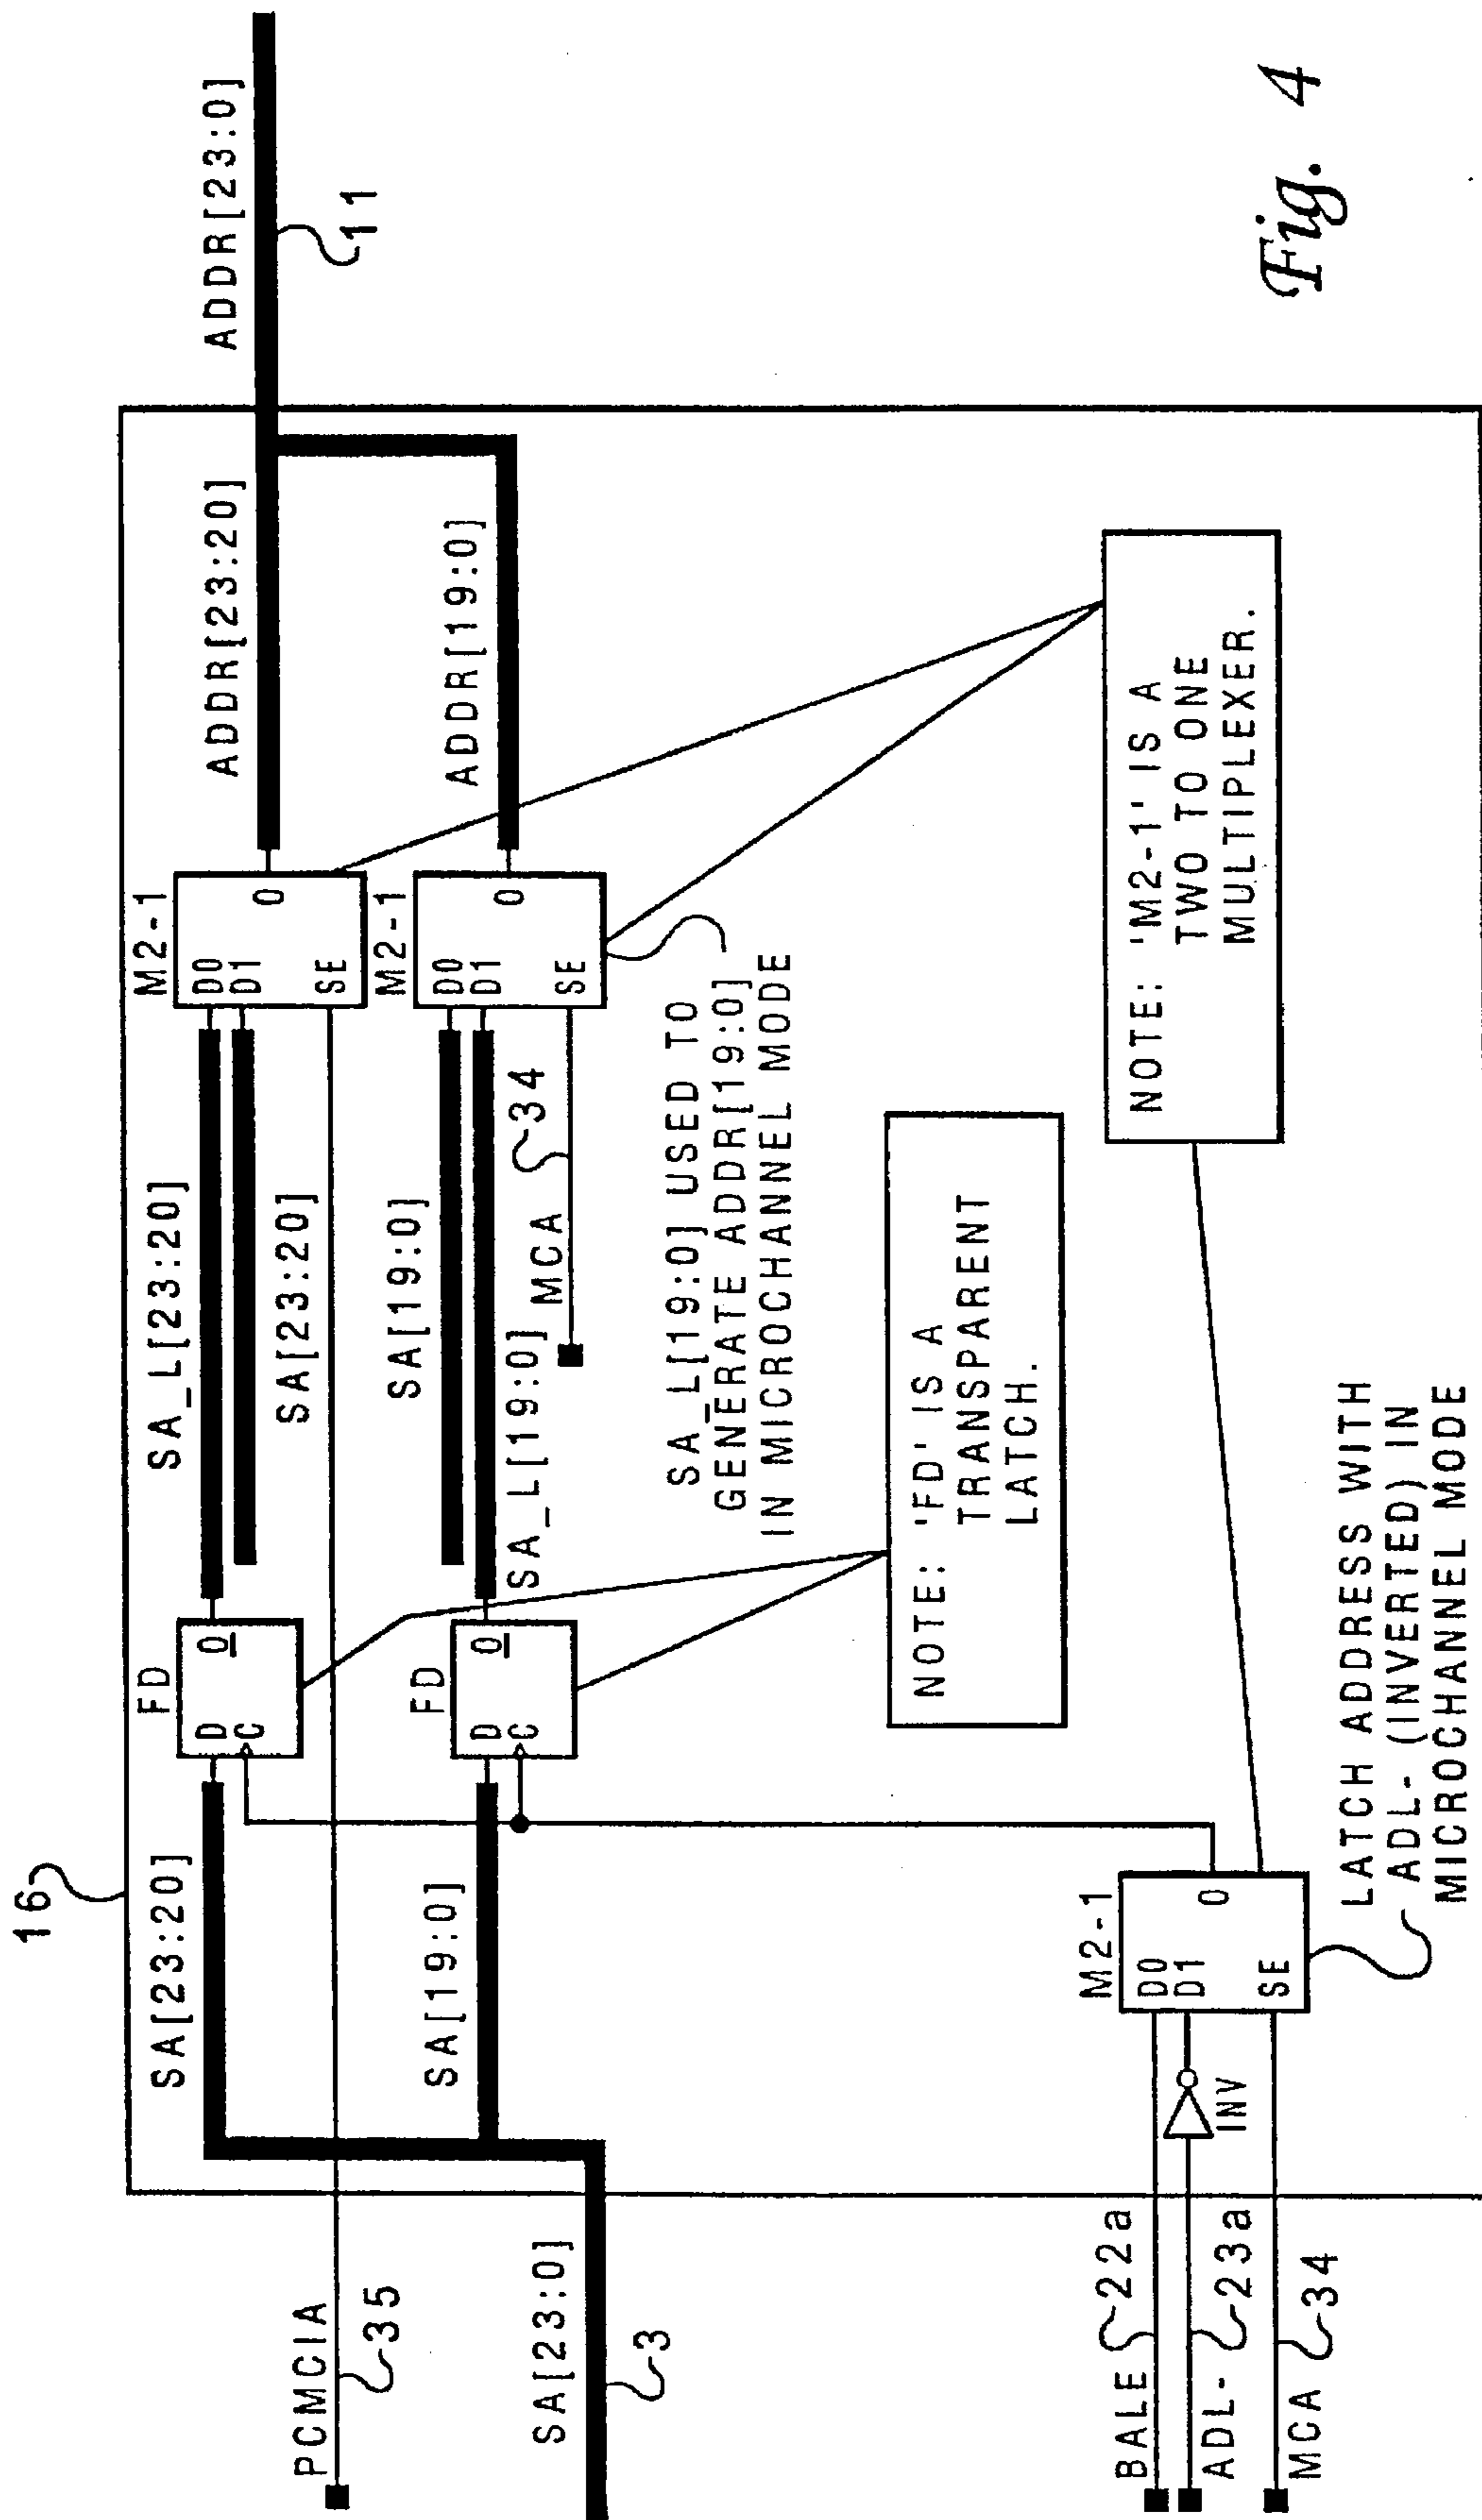 16
SA[23:20]
FD
D
C
Q
SA_L[23:20]
SA[23:20]
M2-1
D0
D1
SE
O
ADDR[23:20]
ADDR[23:0]
11
PCMCIA
35
SA[23:0]
3
SA[19:0]
FD
D
C
Q
SA[19:0]
SA_L[19:0]
MCA
34
M2-1
D0
D1
SE
O
ADDR[19:0]
SA_L[19:0] USED TO
GENERATE ADDR[19:0]
IN MICROCHANNEL MODE
NOTE: 'FD' IS A
TRANSPARENT
LATCH.
NOTE: 'M2-1' IS A
TWO TO ONE
MULTIPLEXER.
BALE
22a
ADL-
23a
MCA
34
INV
M2-1
D0
D1
SE
O
LATCH ADDRESS WITH
ADL- (INVERTED) IN
MICROCHANNEL MODE
Fig. 4